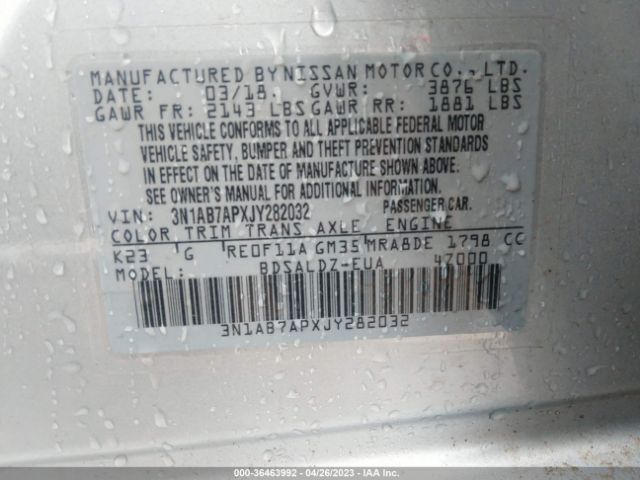 MANUFACTURED BY NISSAN MOTOR CO., LTD.
DATE: 03/18. GVWR: 3876 LBS
GAWR FR: 2143 LBS GAWR RR: 1881 LBS
THIS VEHICLE CONFORMS TO ALL APPLICABLE FEDERAL MOTOR
VEHICLE SAFETY, BUMPER AND THEFT PREVENTION STANDARDS
IN EFFECT ON THE DATE OF MANUFACTURE SHOWN ABOVE.
SEE OWNER'S MANUAL FOR ADDITIONAL INFORMATION.
VIN: 3N1AB7APXJY282032 PASSENGER CAR.
COLOR TRIM TRANS AXLE ENGINE
K23 G RE0F11A GM35 MRA8DE 1798 CC
MODEL: BDSALDZ-EUA 47000
3N1AB7APXJY282032
000-36463992 - 04/26/2023 - IAA Inc.